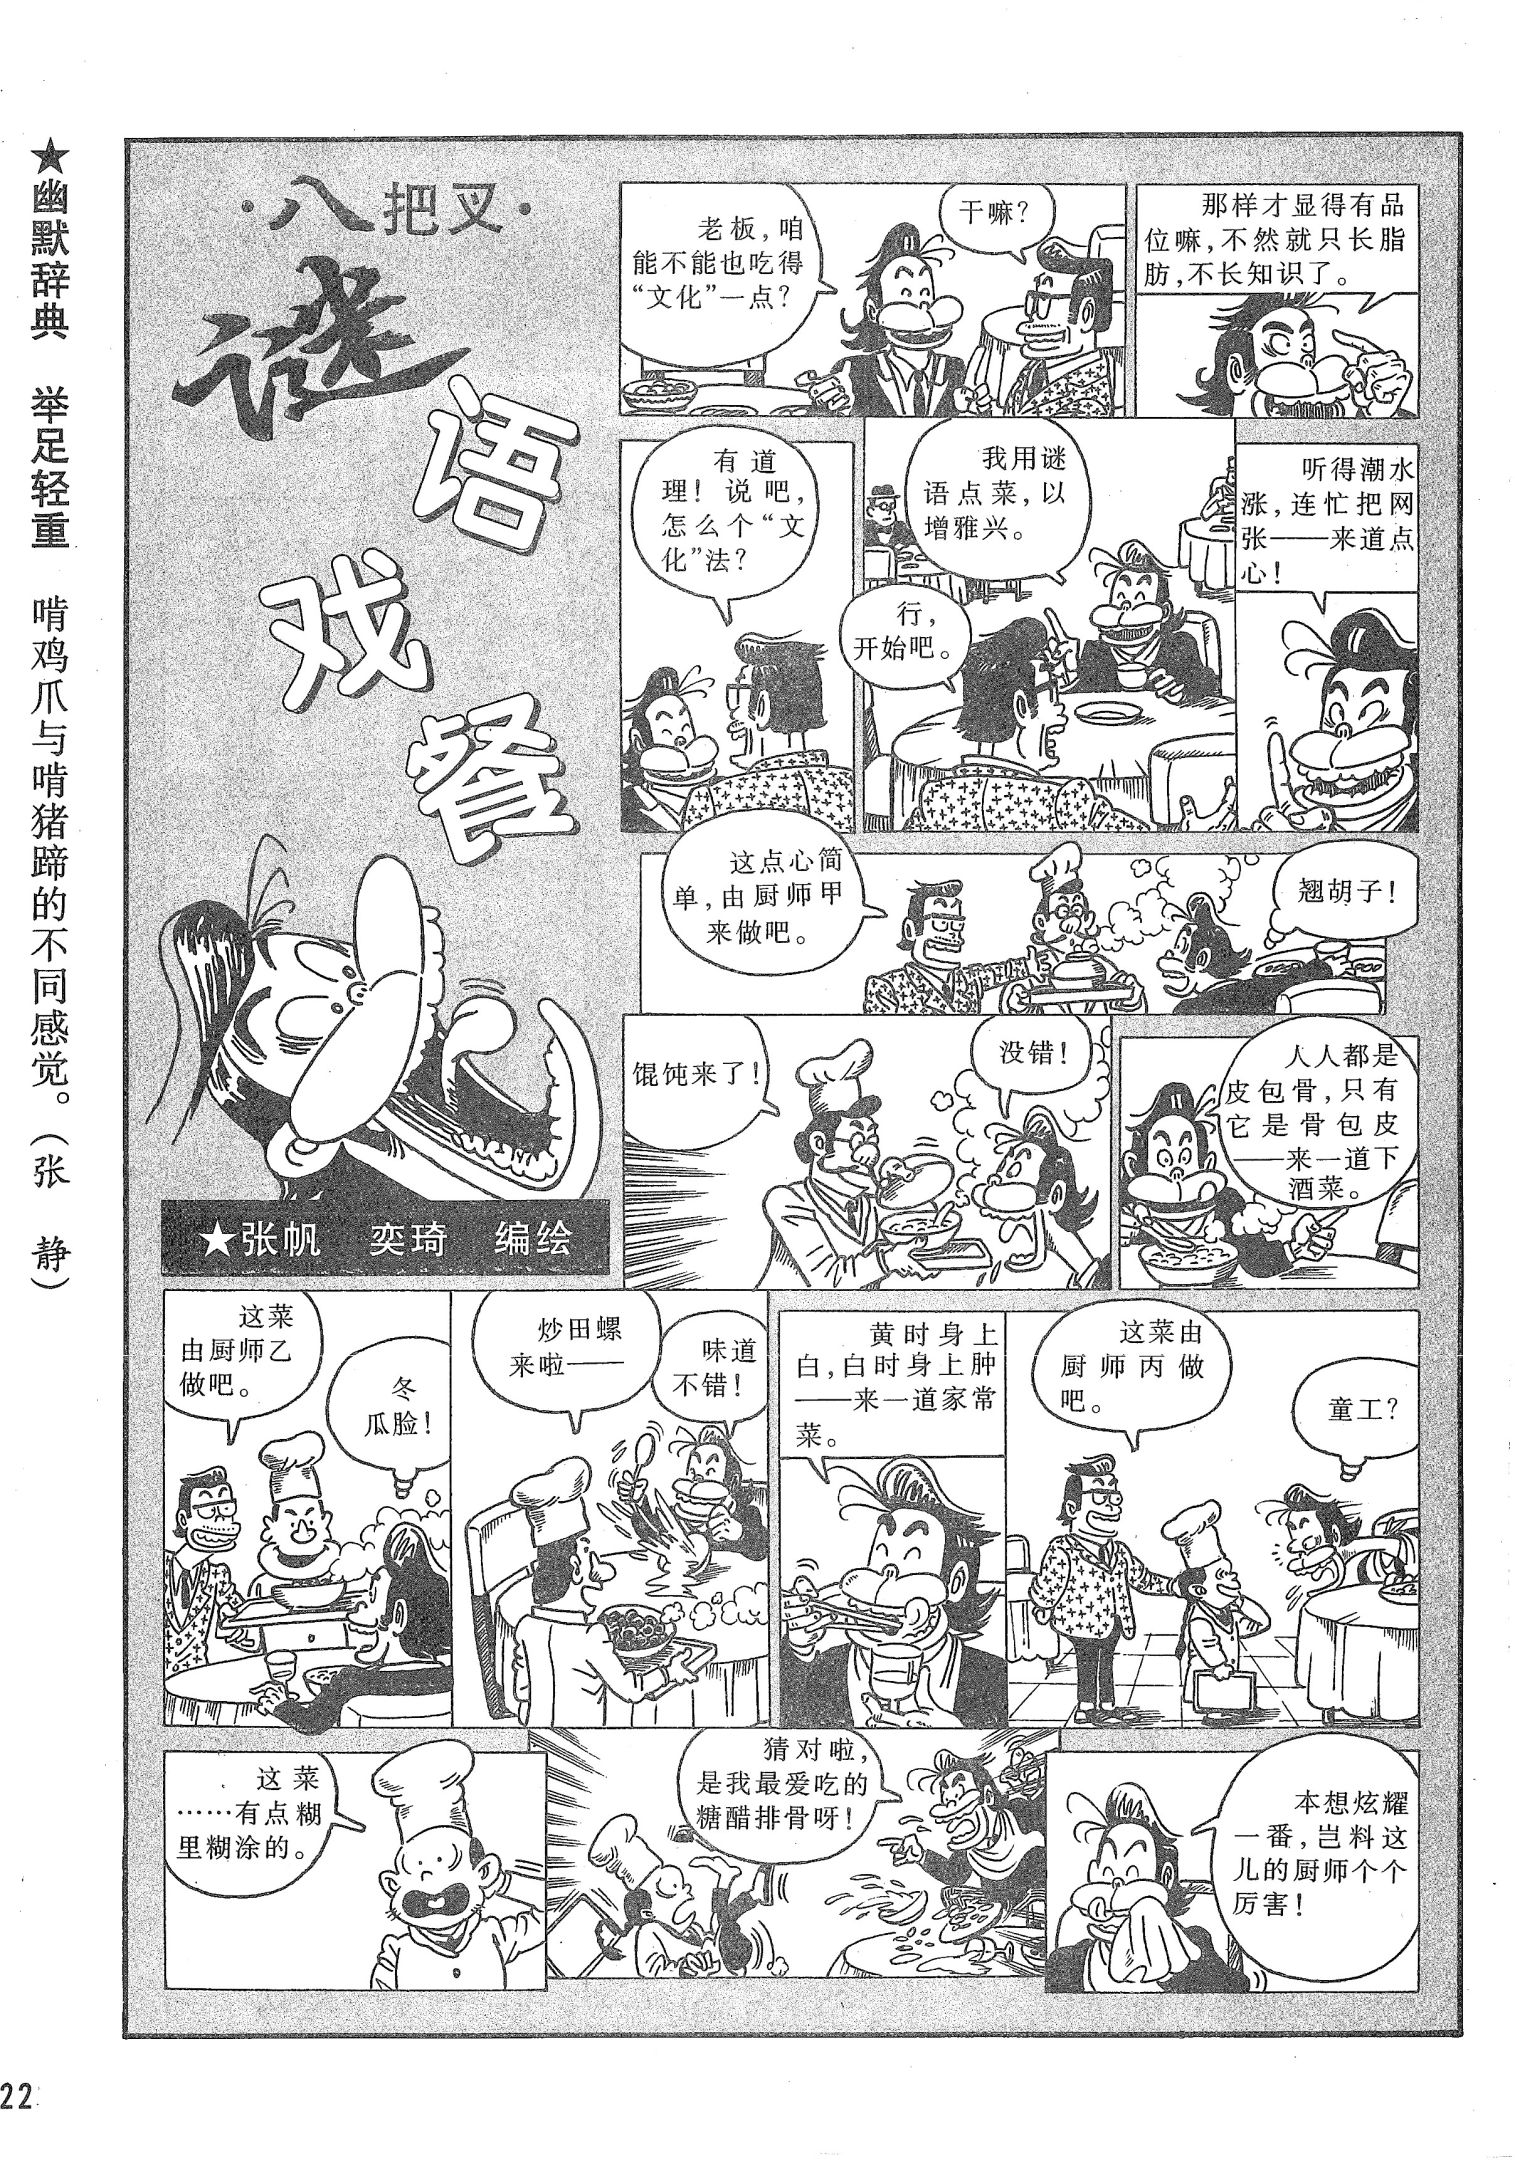 ★幽默辞典 举足轻重 啃鸡爪与啃猪蹄的不同感觉。(张 静)
·八把叉·
谜
语
戏
餐
★张帆 奕琦 编绘
老板,咱
能不能也吃得
“文化”一点?
干嘛?
那样才显得有品
位嘛,不然就只长脂
肪,不长知识了。
有道
理!说吧,
怎么个“文
化”法?
我用谜
语点菜,以
增雅兴。
行,
开始吧。
听得潮水
涨,连忙把网
张——来道点
心!
这点心简
单,由厨师甲
来做吧。
翘胡子!
馄饨来了!
没错!
人人都是
皮包骨,只有
它是骨包皮
——来一道下
酒菜。
这菜
由厨师乙
做吧。
冬
瓜脸!
炒田螺
来啦——
味道
不错!
黄时身上
白,白时身上肿
——来一道家常
菜。
这菜由
厨师丙做
吧。
童工?
这菜
……有点糊
里糊涂的。
猜对啦,
是我最爱吃的
糖醋排骨呀!
本想炫耀
一番,岂料这
儿的厨师个个
厉害!
22